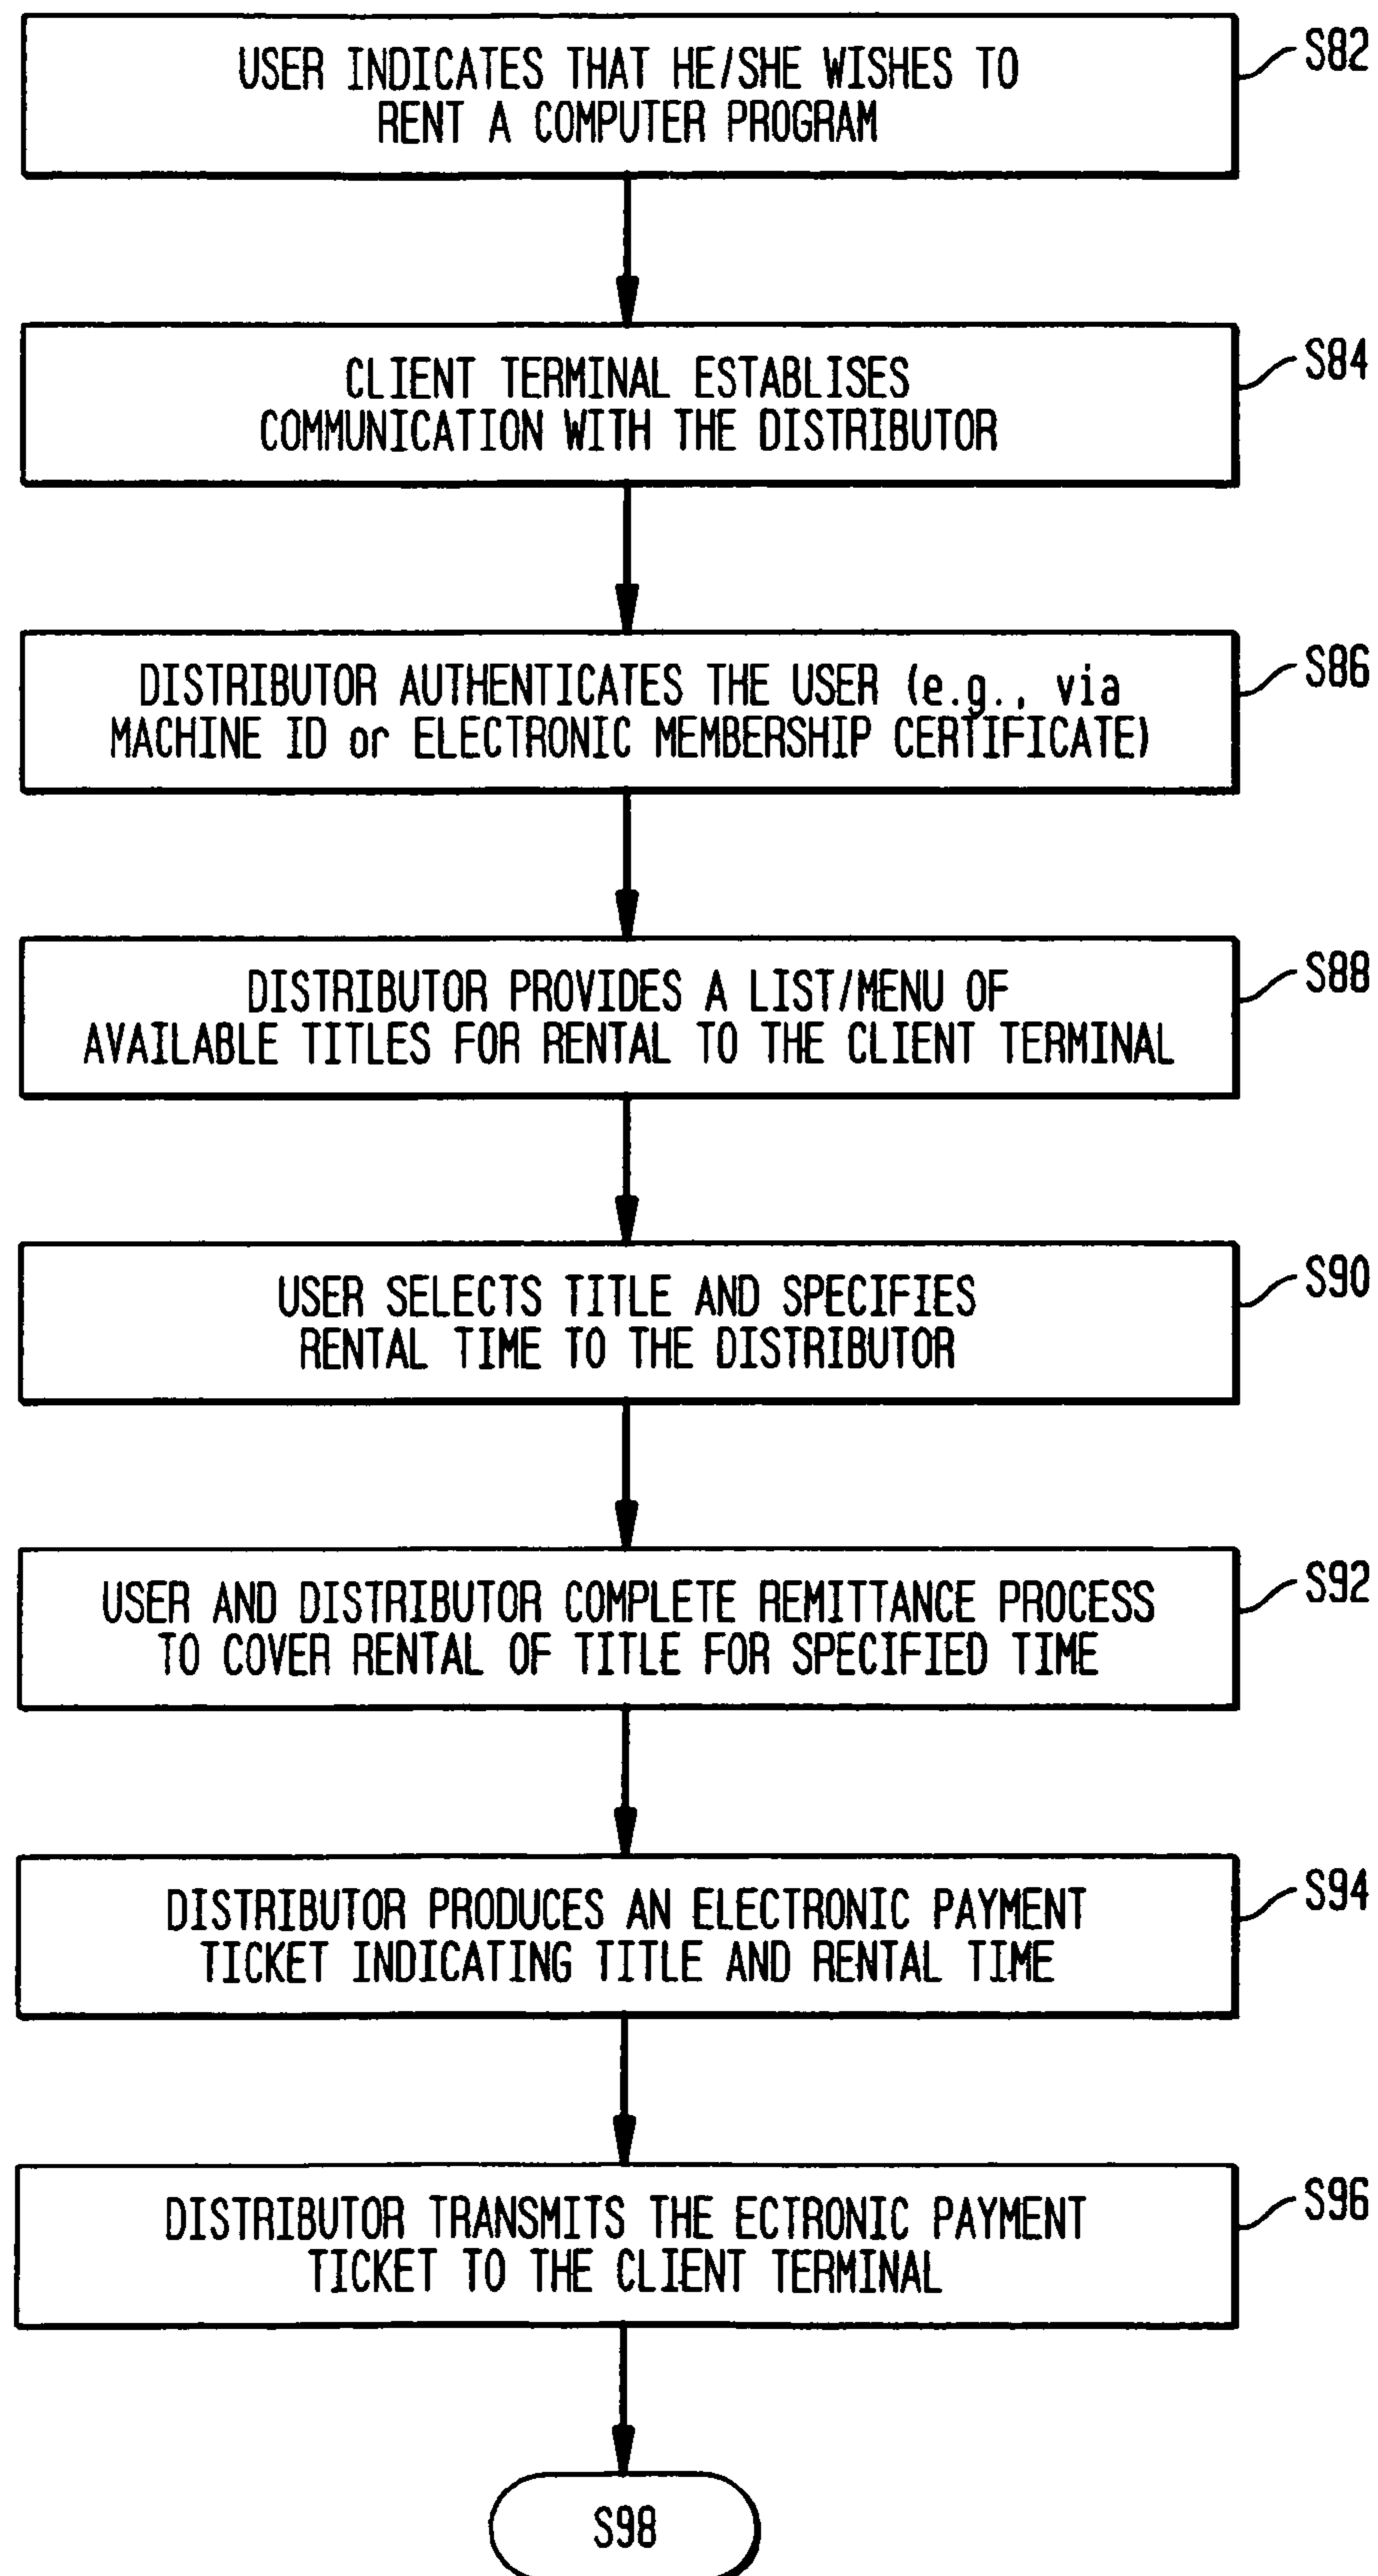 USER INDICATES THAT HE/SHE WISHES TO
RENT A COMPUTER PROGRAM
S82
CLIENT TERMINAL ESTABLISES
COMMUNICATION WITH THE DISTRIBUTOR
S84
DISTRIBUTOR AUTHENTICATES THE USER (e.g., via
MACHINE ID or ELECTRONIC MEMBERSHIP CERTIFICATE)
S86
DISTRIBUTOR PROVIDES A LIST/MENU OF
AVAILABLE TITLES FOR RENTAL TO THE CLIENT TERMINAL
S88
USER SELECTS TITLE AND SPECIFIES
RENTAL TIME TO THE DISTRIBUTOR
S90
USER AND DISTRIBUTOR COMPLETE REMITTANCE PROCESS
TO COVER RENTAL OF TITLE FOR SPECIFIED TIME
S92
DISTRIBUTOR PRODUCES AN ELECTRONIC PAYMENT
TICKET INDICATING TITLE AND RENTAL TIME
S94
DISTRIBUTOR TRANSMITS THE ECTRONIC PAYMENT
TICKET TO THE CLIENT TERMINAL
S96
S98